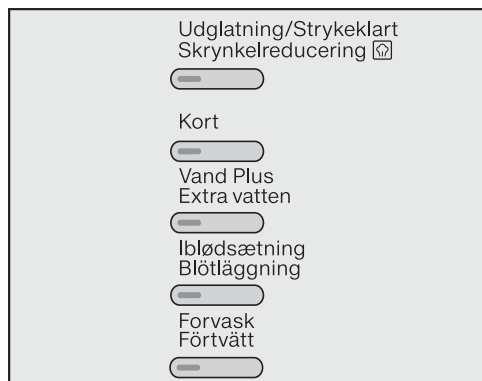 Udglatning/Strykeklart
Skrynkelreducering
Kort
Vand Plus
Extra vatten
Iblødsætning
Blötläggning
Forvask
Förtvätt